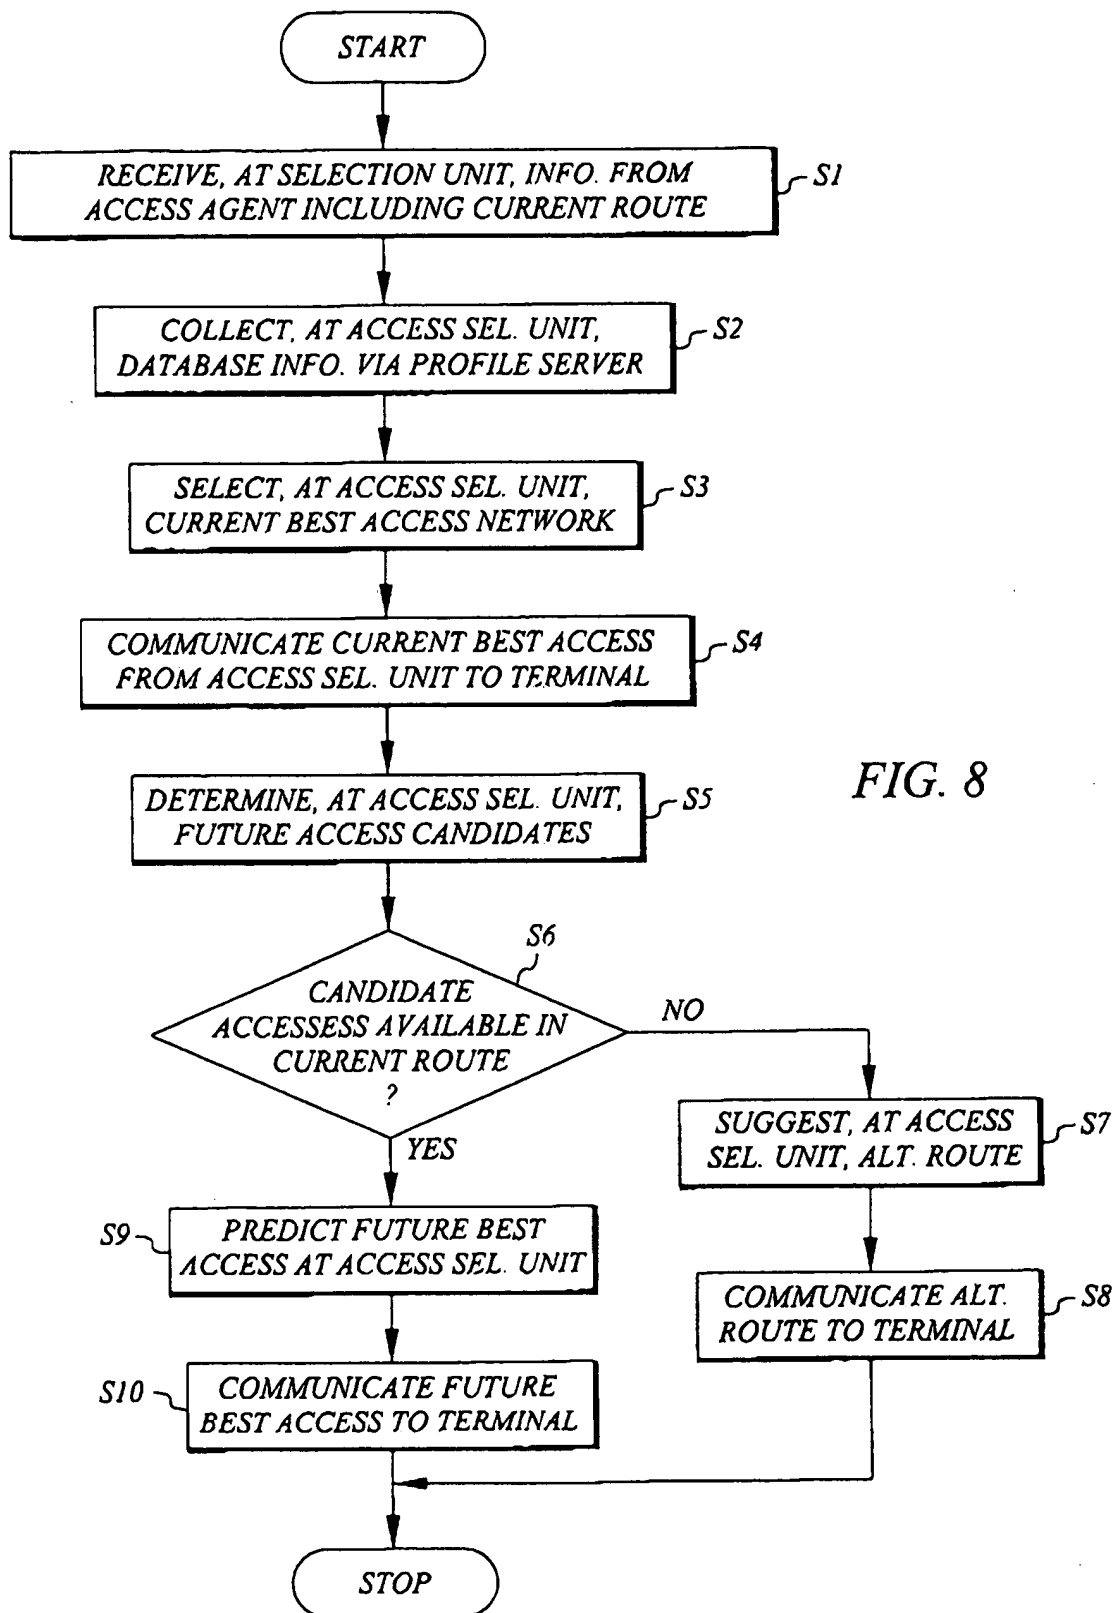 START
RECEIVE, AT SELECTION UNIT, INFO. FROM
ACCESS AGENT INCLUDING CURRENT ROUTE
S1
COLLECT, AT ACCESS SEL. UNIT,
DATABASE INFO. VIA PROFILE SERVER
S2
SELECT, AT ACCESS SEL. UNIT,
CURRENT BEST ACCESS NETWORK
S3
COMMUNICATE CURRENT BEST ACCESS
FROM ACCESS SEL. UNIT TO TERMINAL
S4
DETERMINE, AT ACCESS SEL. UNIT,
FUTURE ACCESS CANDIDATES
S5
FIG. 8
S6
CANDIDATE
ACCESSESS AVAILABLE IN
CURRENT ROUTE
?
NO
YES
SUGGEST, AT ACCESS
SEL. UNIT, ALT. ROUTE
S7
S9
PREDICT FUTURE BEST
ACCESS AT ACCESS SEL. UNIT
COMMUNICATE ALT.
ROUTE TO TERMINAL
S8
S10
COMMUNICATE FUTURE
BEST ACCESS TO TERMINAL
STOP